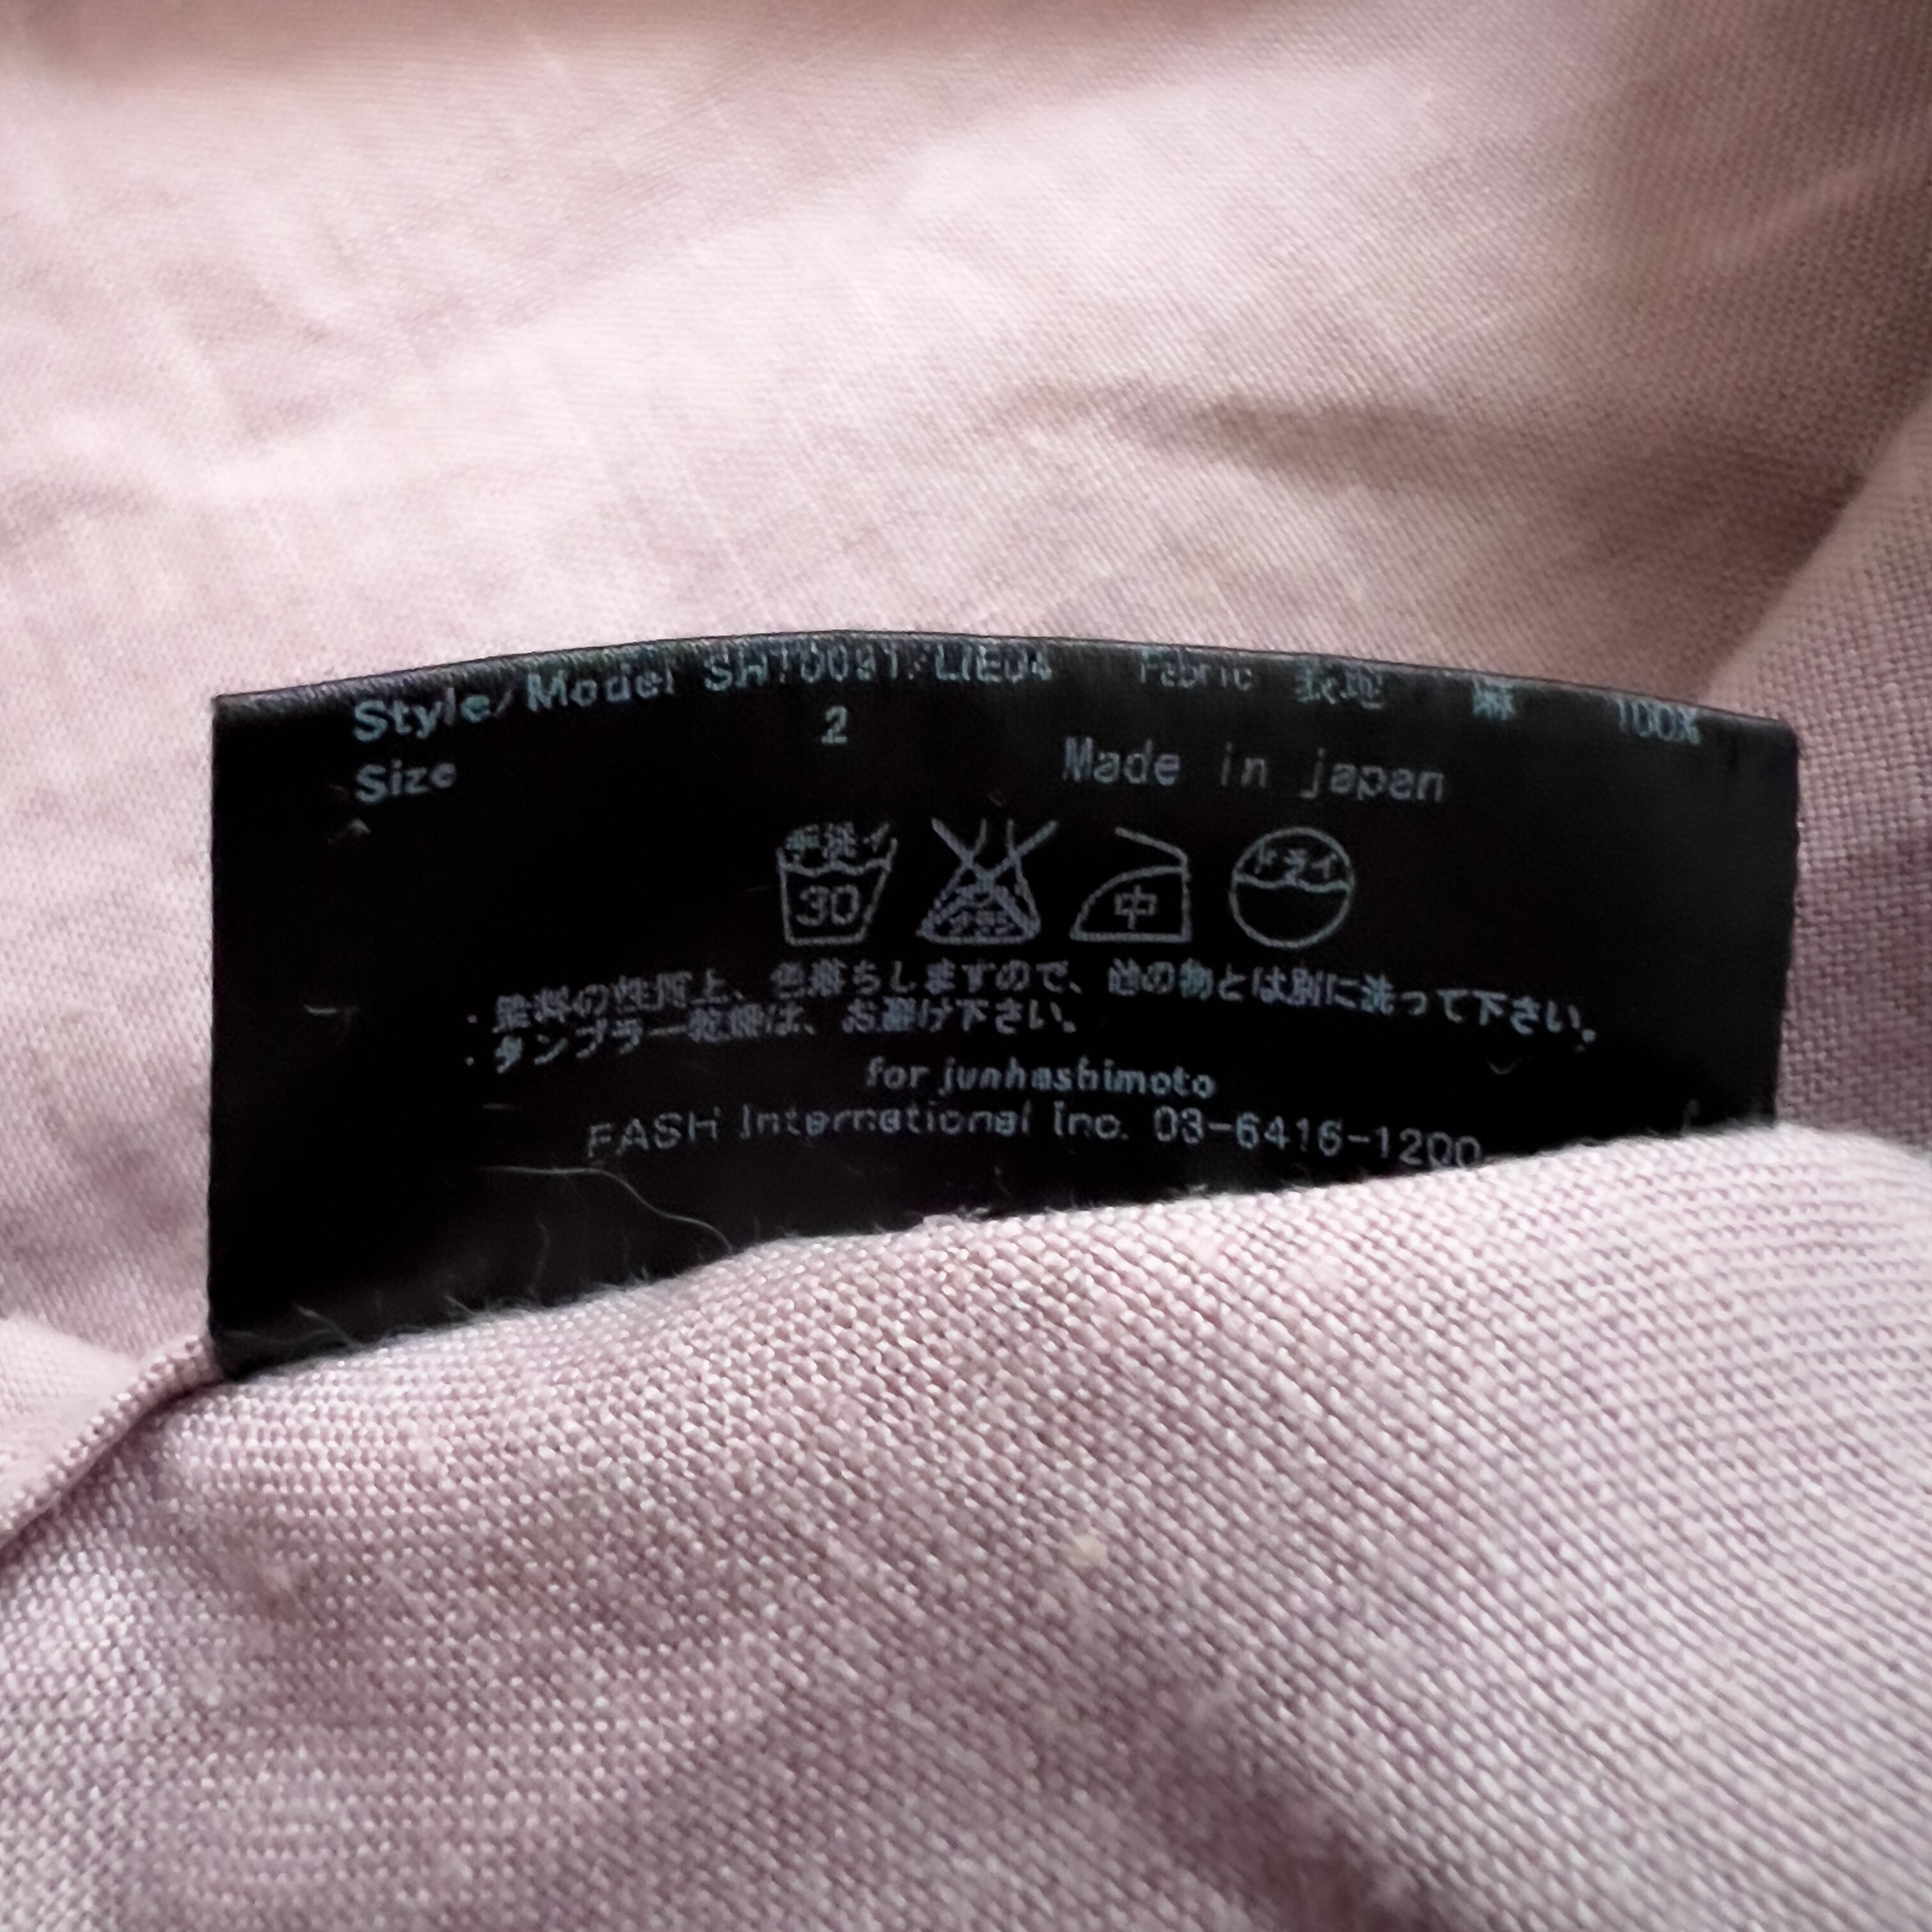 Style/Model SHT0091/LIE04 Fabric 表地 麻 100%
Size 2 Made in japan
手洗イ 30 中 ドライ
・染料の性質上、色落ちしますので、他の物とは別に洗って下さい。
・タンブラー乾燥は、お避け下さい。
for junhashimoto
FASH International Inc. 03-6416-1200